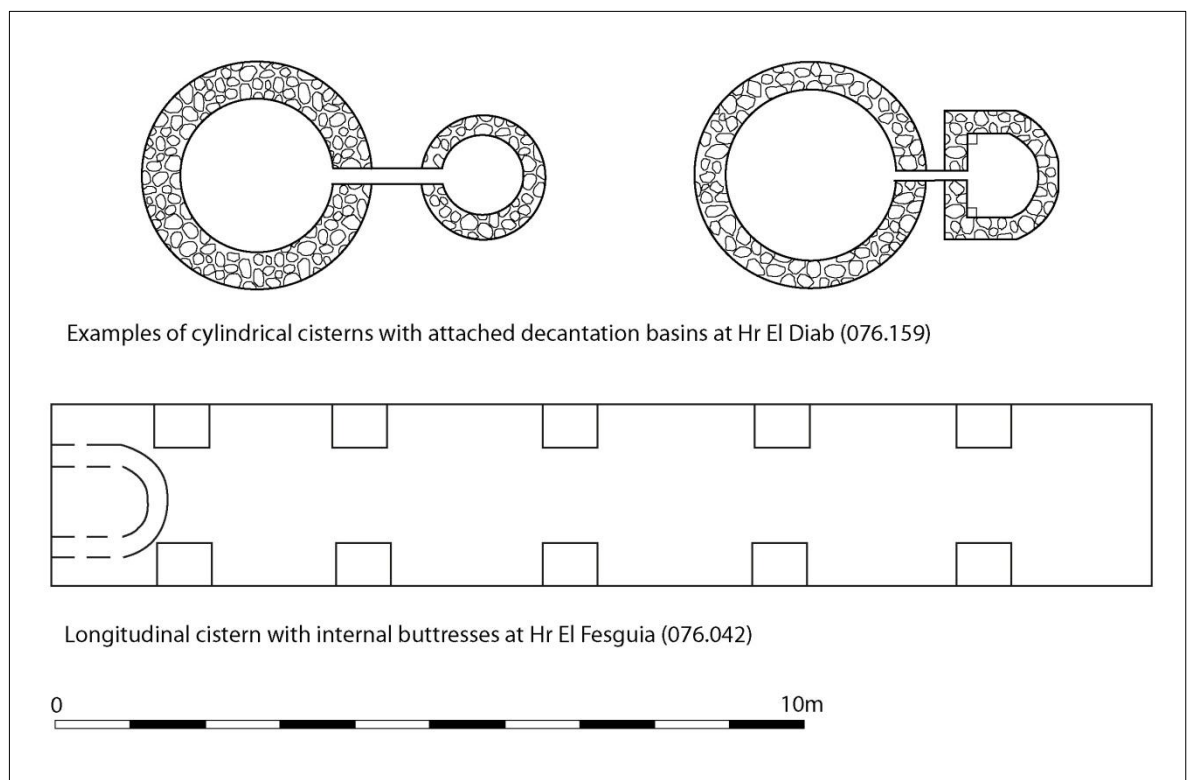 Examples of cylindrical cisterns with attached decantation basins at Hr El Diab (076.159)
Longitudinal cistern with internal buttresses at Hr El Fesguia (076.042)
0 10m